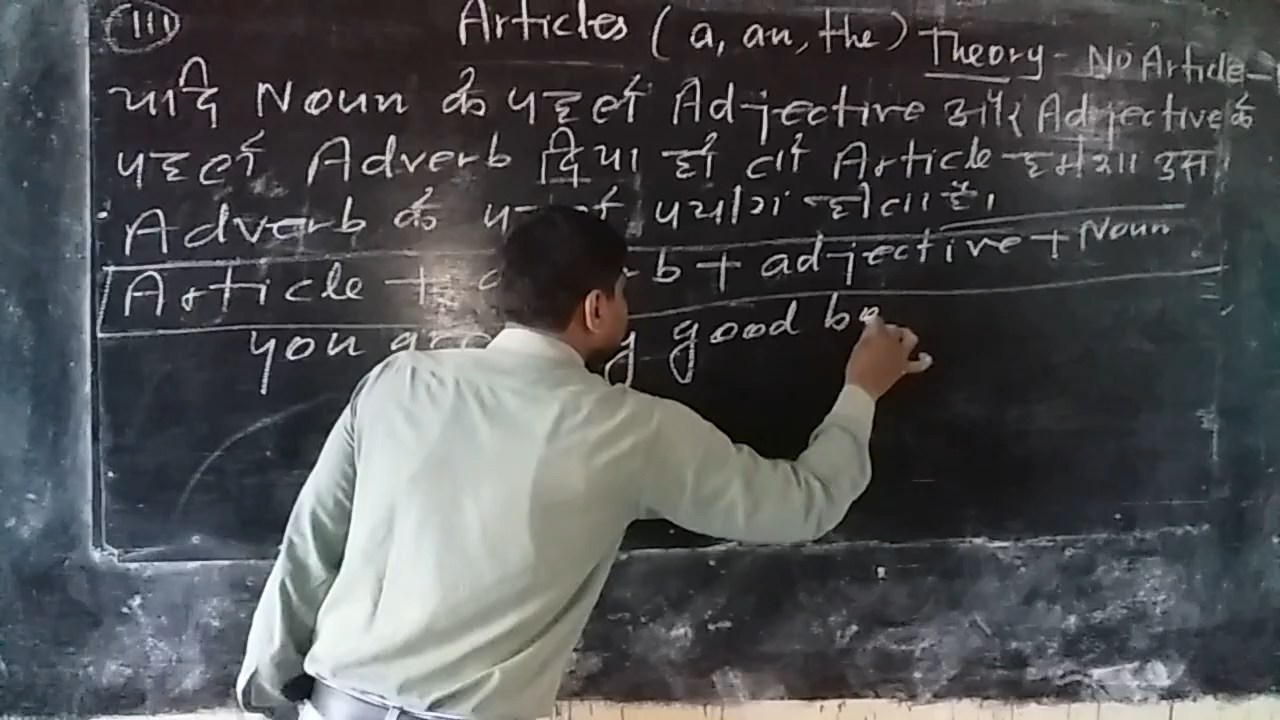 (111) Articles (a, an, the) Theory - No Article -
यदि Noun के पहले Adjective और Adjective के
पहले Adverb दिया हो तो Article हमेशा उस
Adverb के प्रयोग होता है।
Article + b + adjective + Noun
you good bo